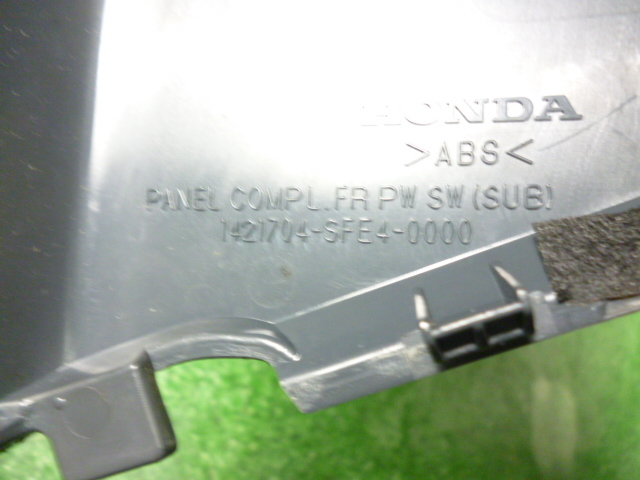 HONDA
>ABS<
PANEL COMPL.FR PW SW (SUB)
1421704-SFE4-0000